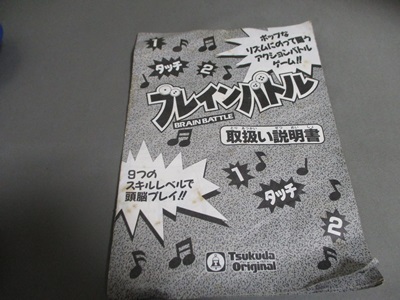 ポップな
リズムにのって闘う
アクションバトル
ゲーム!!
1
タッチ
2
ブレインバトル
BRAIN BATTLE
取扱い説明書
9つの
スキルレベルで
頭脳プレイ!!
1
タッチ
2
Tsukuda
Original